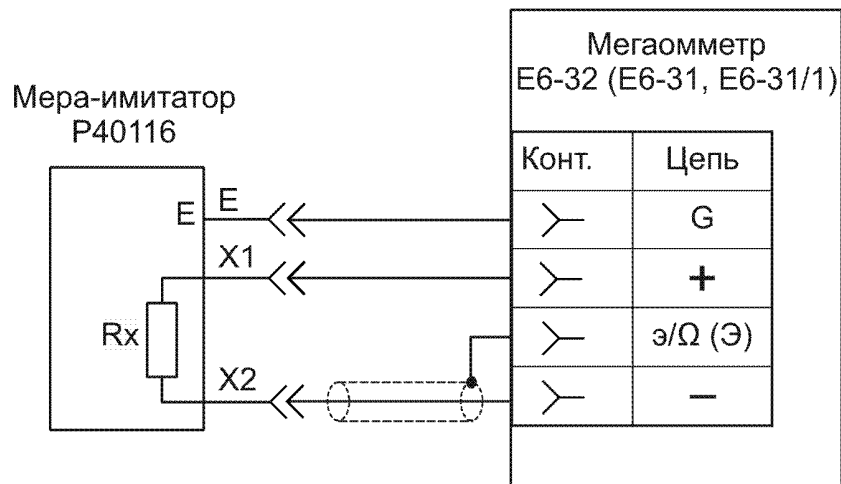 Мегаомметр
Е6-32 (Е6-31, Е6-31/1)
Мера-имитатор
Р40116
Конт. Цепь
E E G
X1 +
Rx э/Ω (Э)
X2 −